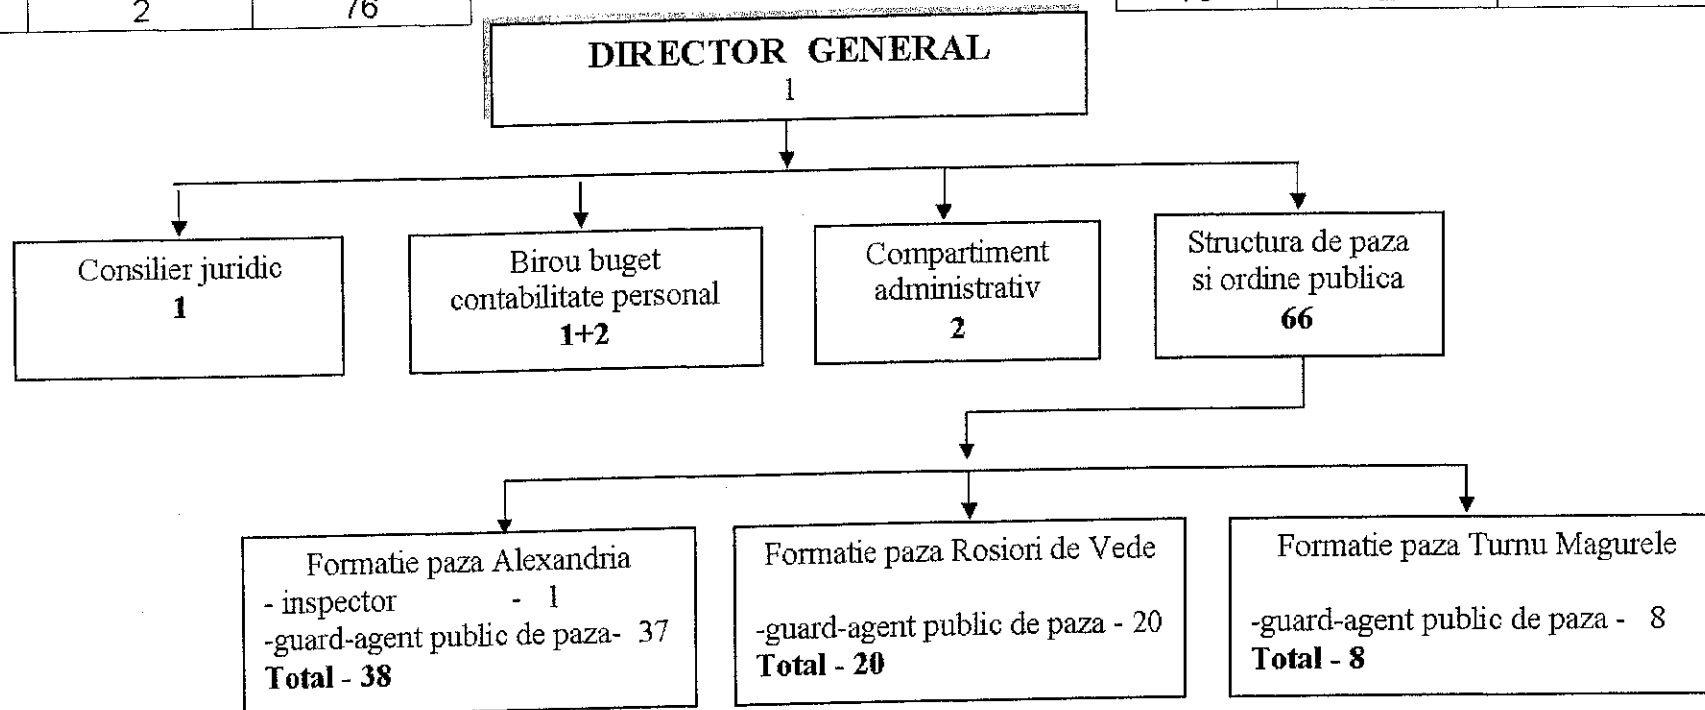 2 76
DIRECTOR GENERAL
1
Consilier juridic
1
Birou buget
contabilitate personal
1+2
Compartiment
administrativ
2
Structura de paza
si ordine publica
66
Formatie paza Alexandria
- inspector - 1
-guard-agent public de paza- 37
Total - 38
Formatie paza Rosiori de Vede
-guard-agent public de paza - 20
Total - 20
Formatie paza Turnu Magurele
-guard-agent public de paza - 8
Total - 8